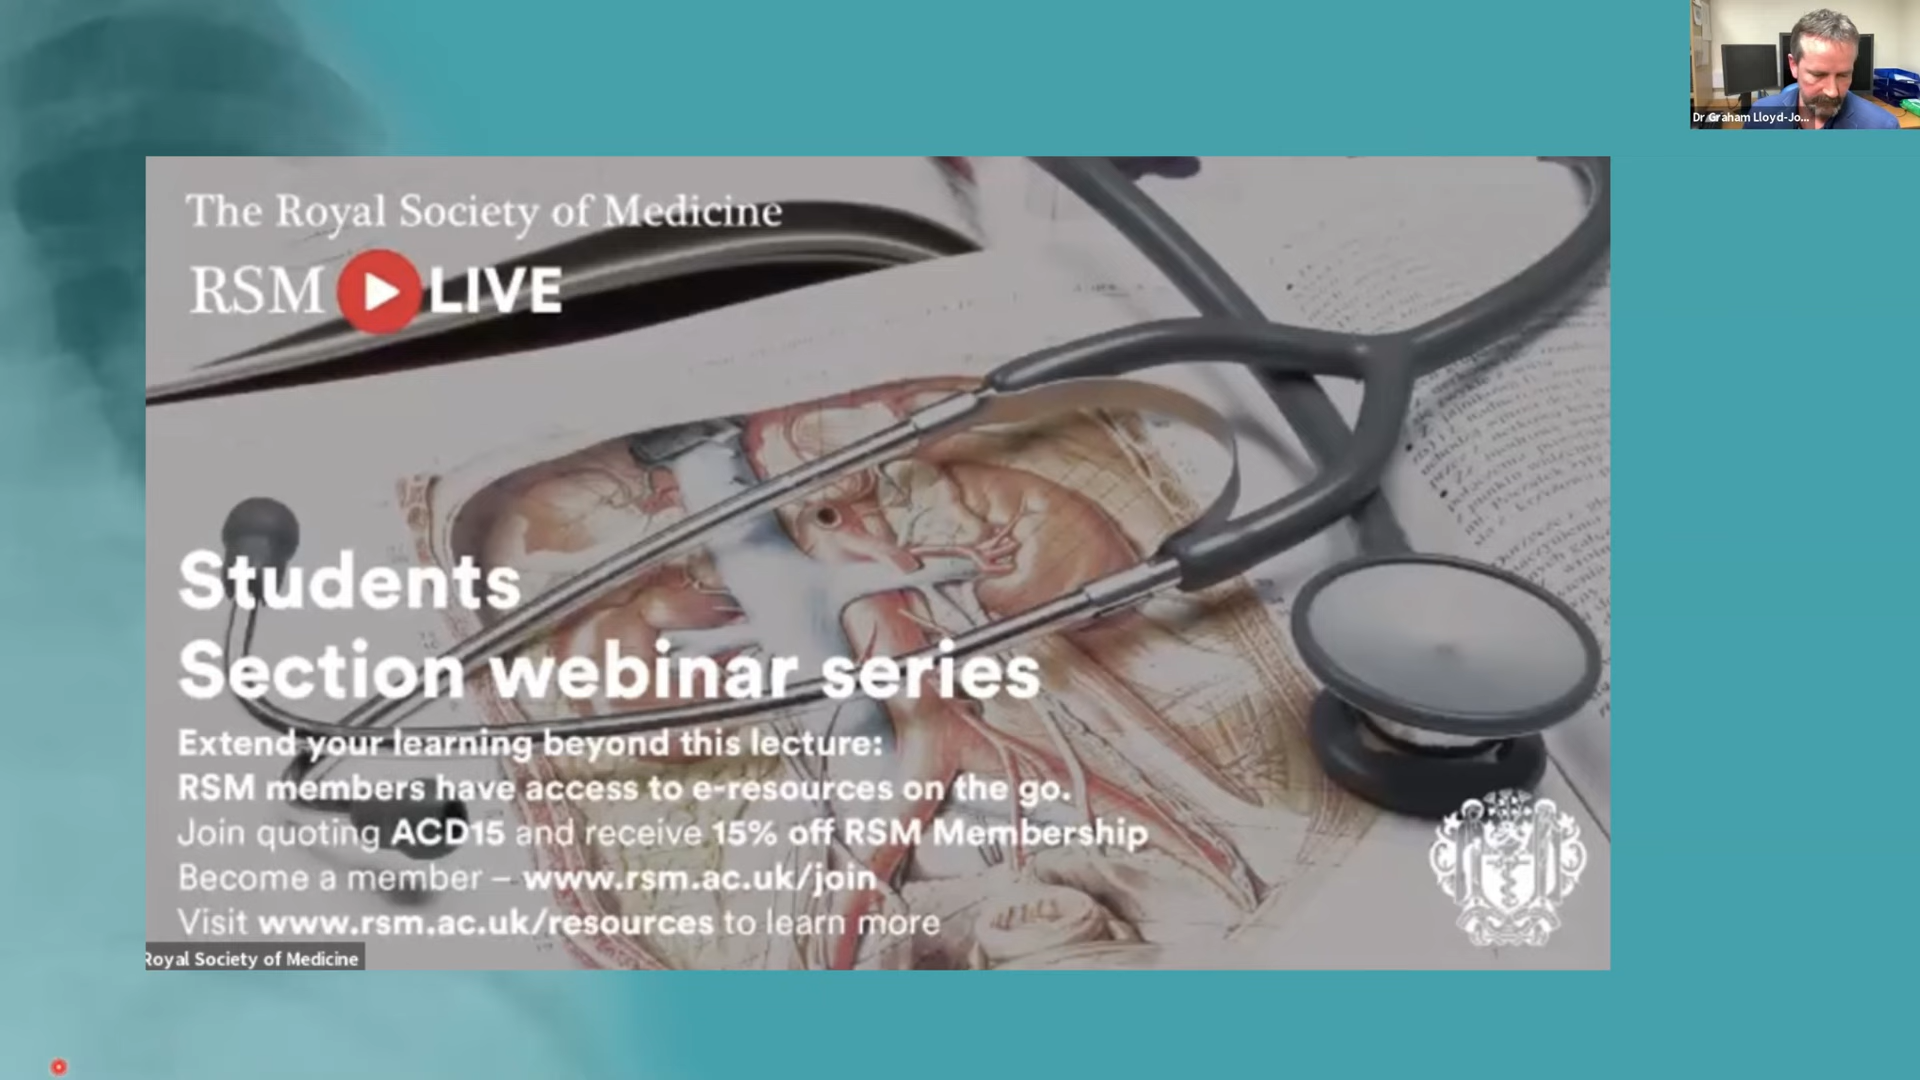 Dr Graham Lloyd-Jo...
The Royal Society of Medicine
RSM LIVE
Students
Section webinar series
Extend your learning beyond this lecture:
RSM members have access to e-resources on the go.
Join quoting ACD15 and receive 15% off RSM Membership
Become a member – www.rsm.ac.uk/join
Visit www.rsm.ac.uk/resources to learn more
Royal Society of Medicine